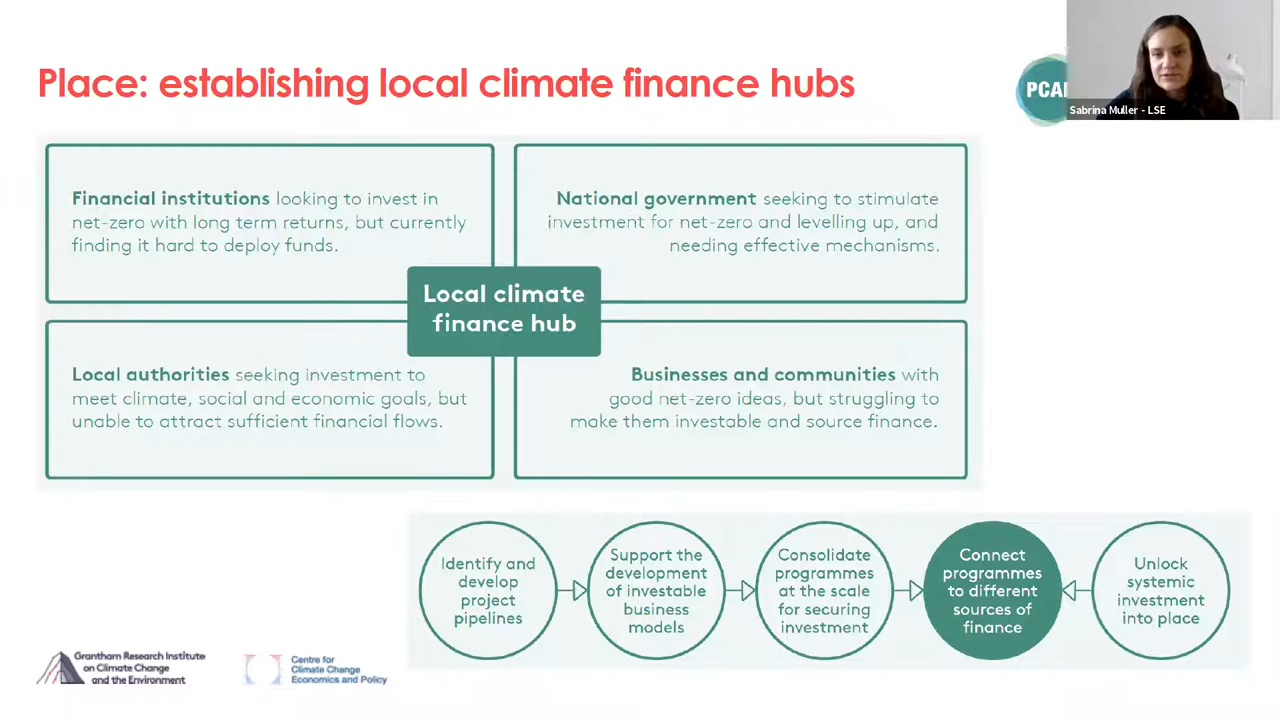 Place: establishing local climate finance hubs
Sabrina Muller - LSE
Financial institutions looking to invest in
net-zero with long term returns, but currently
finding it hard to deploy funds.
National government seeking to stimulate
investment for net-zero and levelling up, and
needing effective mechanisms.
Local climate
finance hub
Local authorities seeking investment to
meet climate, social and economic goals, but
unable to attract sufficient financial flows.
Businesses and communities with
good net-zero ideas, but struggling to
make them investable and source finance.
Identify and
develop
project
pipelines
Support the
development
of investable
business
models
Consolidate
programmes
at the scale
for securing
investment
Connect
programmes
to different
sources of
finance
Unlock
systemic
investment
into place
Grantham Research Institute
on Climate Change
and the Environment
Centre for
Climate Change
Economics and Policy